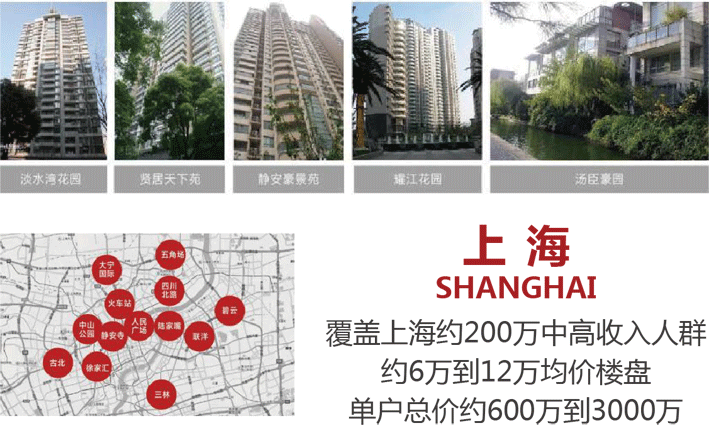 淡水湾花园
贤居天下苑
静安豪景苑
耀江花园
汤臣豪园
上海
SHANGHAI
覆盖上海约200万中高收入人群
约6万到12万均价楼盘
单户总价约600万到3000万
五角场
大宁
国际
四川
北路
火车站
碧云
中山
公园
静安寺
人民
广场
陆家嘴
联洋
古北
徐家汇
三林